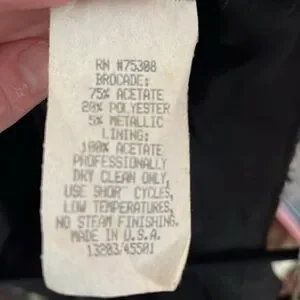 RN #75308
BROCADE:
75% ACETATE
20% POLYESTER
5% METALLIC
LINING:
100% ACETATE
PROFESSIONALLY
DRY CLEAN ONLY,
USE SHOR" CYCLES,
LOW TEMPERATURES,
NO STEAM FINISHING.
MADE IN U.S.A.
13203/45501